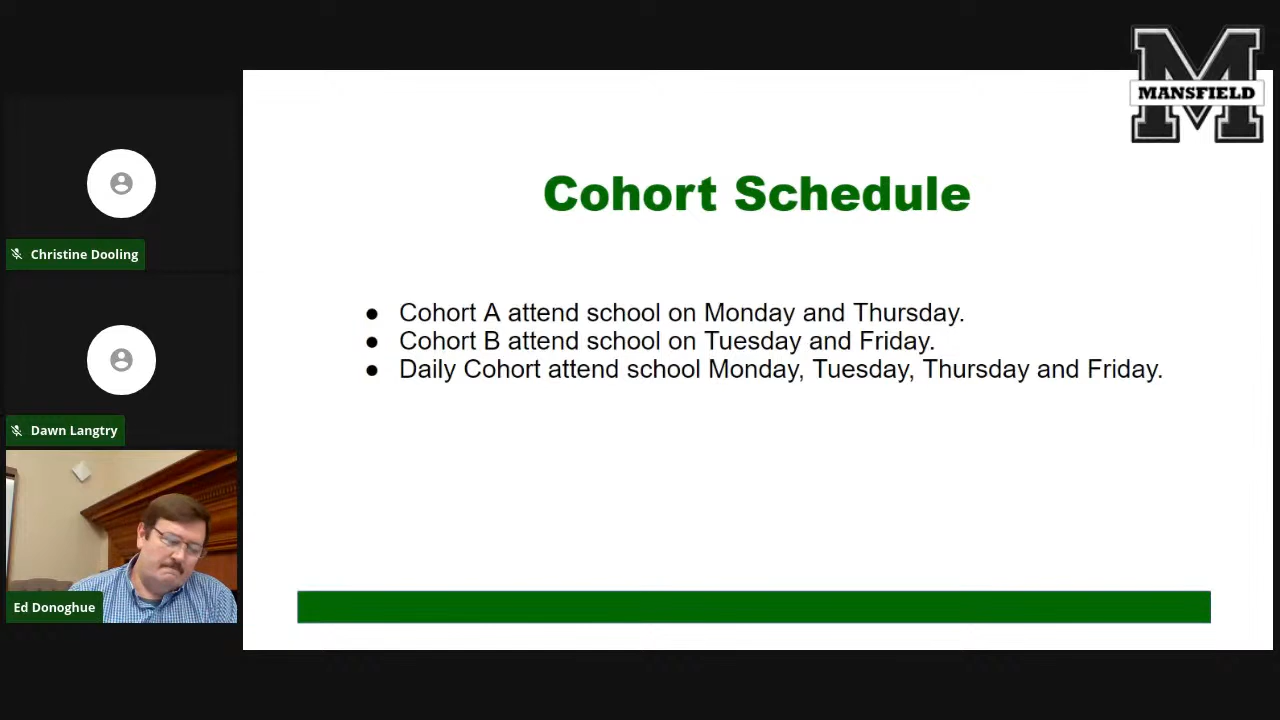 MANSFIELD
Cohort Schedule
● Cohort A attend school on Monday and Thursday.
● Cohort B attend school on Tuesday and Friday.
● Daily Cohort attend school Monday, Tuesday, Thursday and Friday.
Christine Dooling
Dawn Langtry
Ed Donoghue